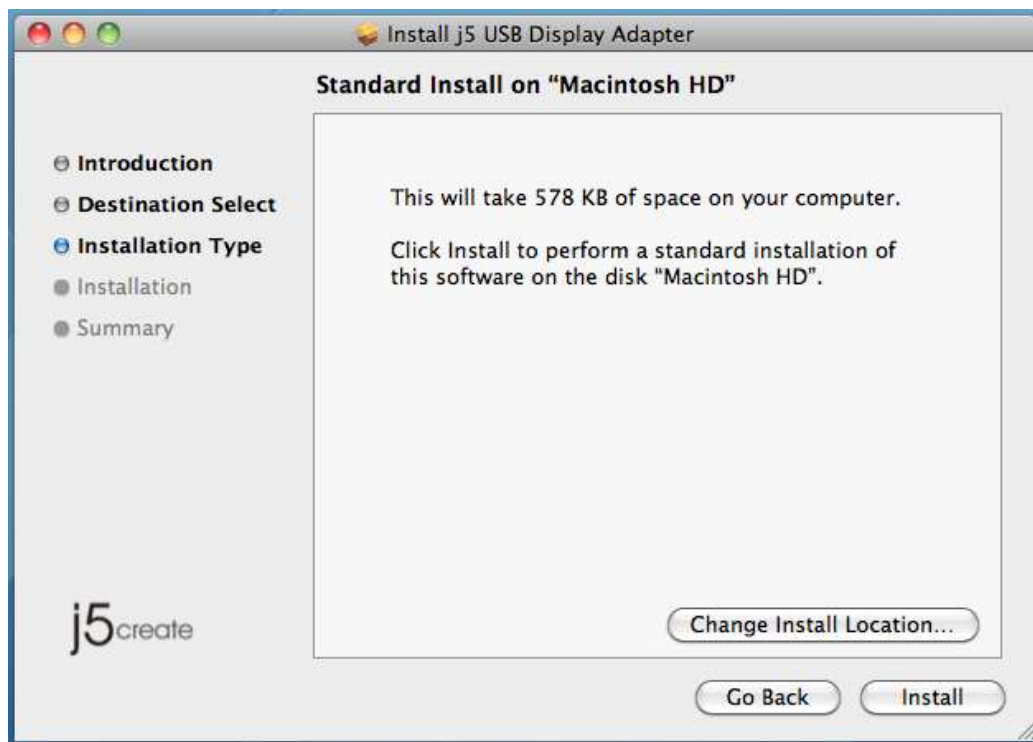 Install j5 USB Display Adapter
Standard Install on “Macintosh HD”
Introduction
Destination Select
Installation Type
Installation
Summary
This will take 578 KB of space on your computer.
Click Install to perform a standard installation of
this software on the disk “Macintosh HD”.
j5create
Change Install Location...
Go Back
Install